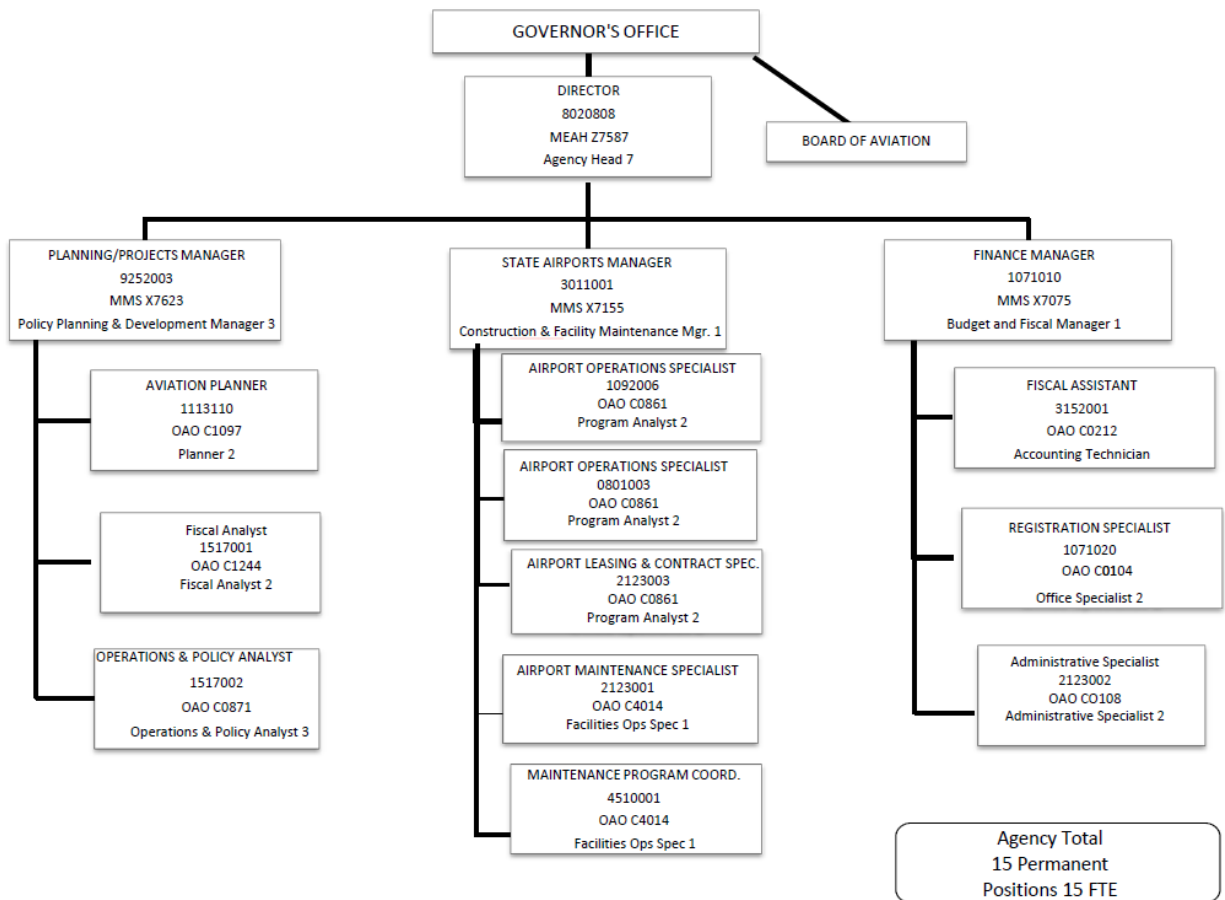 GOVERNOR'S OFFICE
DIRECTOR
8020808
MEAH Z7587
Agency Head 7
BOARD OF AVIATION
PLANNING/PROJECTS MANAGER
9252003
MMS X7623
Policy Planning & Development Manager 3
STATE AIRPORTS MANAGER
3011001
MMS X7155
Construction & Facility Maintenance Mgr. 1
FINANCE MANAGER
1071010
MMS X7075
Budget and Fiscal Manager 1
AVIATION PLANNER
1113110
OAO C1097
Planner 2
Fiscal Analyst
1517001
OAO C1244
Fiscal Analyst 2
OPERATIONS & POLICY ANALYST
1517002
OAO C0871
Operations & Policy Analyst 3
AIRPORT OPERATIONS SPECIALIST
1092006
OAO C0861
Program Analyst 2
AIRPORT OPERATIONS SPECIALIST
0801003
OAO C0861
Program Analyst 2
AIRPORT LEASING & CONTRACT SPEC.
2123003
OAO C0861
Program Analyst 2
AIRPORT MAINTENANCE SPECIALIST
2123001
OAO C4014
Facilities Ops Spec 1
MAINTENANCE PROGRAM COORD.
4510001
OAO C4014
Facilities Ops Spec 1
FISCAL ASSISTANT
3152001
OAO C0212
Accounting Technician
REGISTRATION SPECIALIST
1071020
OAO C0104
Office Specialist 2
Administrative Specialist
2123002
OAO CO108
Administrative Specialist 2
Agency Total
15 Permanent
Positions 15 FTE